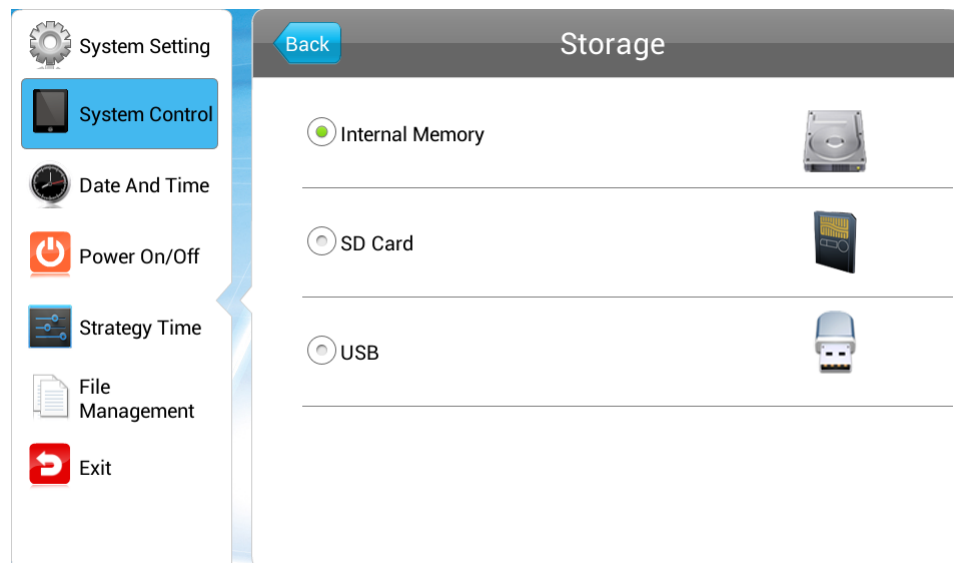 System Setting
System Control
Date And Time
Power On/Off
Strategy Time
File
Management
Exit
Back
Storage
Internal Memory
SD Card
USB